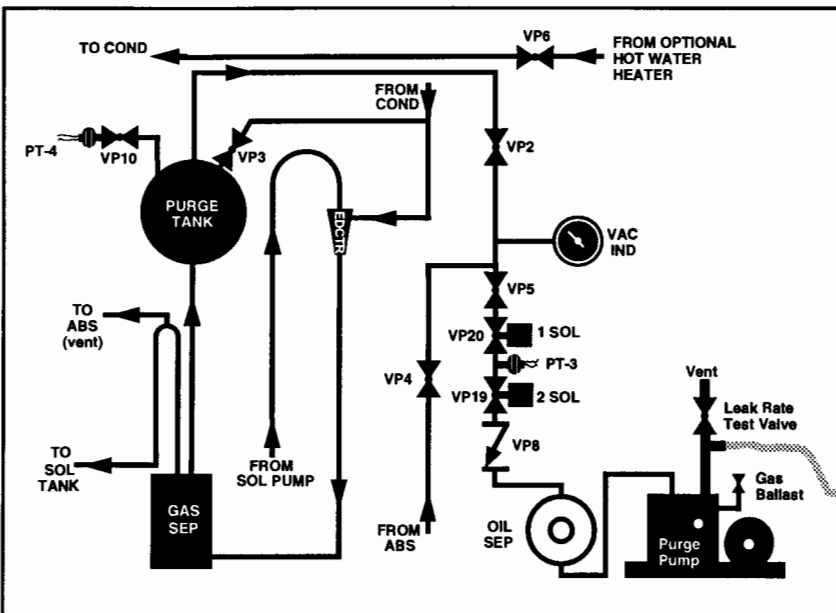 TO COND
VP6
FROM OPTIONAL
HOT WATER
HEATER
FROM
COND
PT-4
VP10
VP3
VP2
PURGE
TANK
EDCTR
VAC
IND
TO
ABS
(vent)
VP5
VP20
1 SOL
PT-3
VP4
VP19
2 SOL
Vent
Leak Rate
Test Valve
TO
SOL
TANK
FROM
SOL PUMP
VP8
Gas
Ballast
GAS
SEP
FROM
ABS
OIL
SEP
Purge
Pump